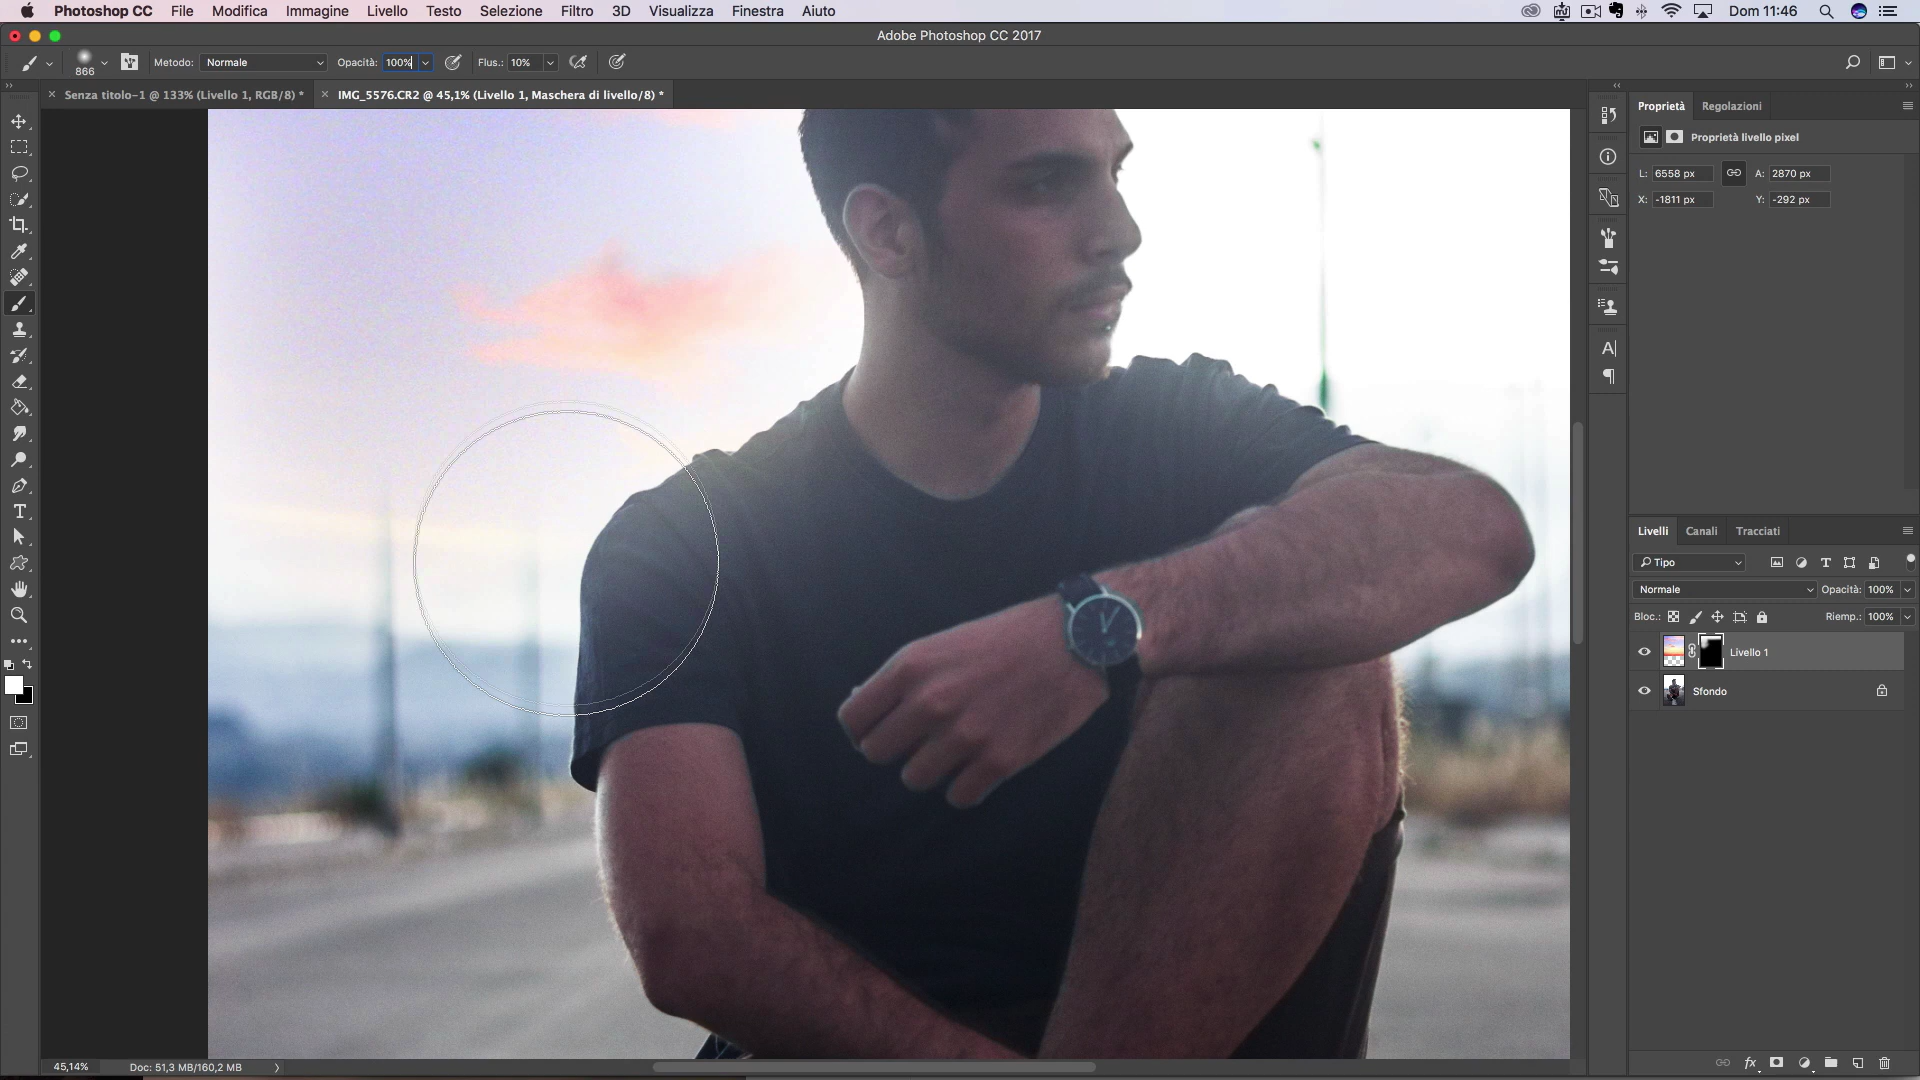 Photoshop CC File Modifica Immagine Livello Testo Selezione Filtro 3D Visualizza Finestra Aiuto Dom 11:46
Adobe Photoshop CC 2017
866 Metodo: Normale Opacità: 100% Flus.: 10%
Senza titolo-1 @ 133% (Livello 1, RGB/8) * IMG_5576.CR2 @ 45,1% (Livello 1, Maschera di livello/8) *
Proprietà Regolazioni
Proprietà livello pixel
L: 6558 px A: 2870 px
X: -1811 px Y: -292 px
Livelli Canali Tracciati
Tipo
Normale Opacità: 100%
Bloc.: Riemp.: 100%
Livello 1
Sfondo
45,14% Doc: 51,3 MB/160,2 MB